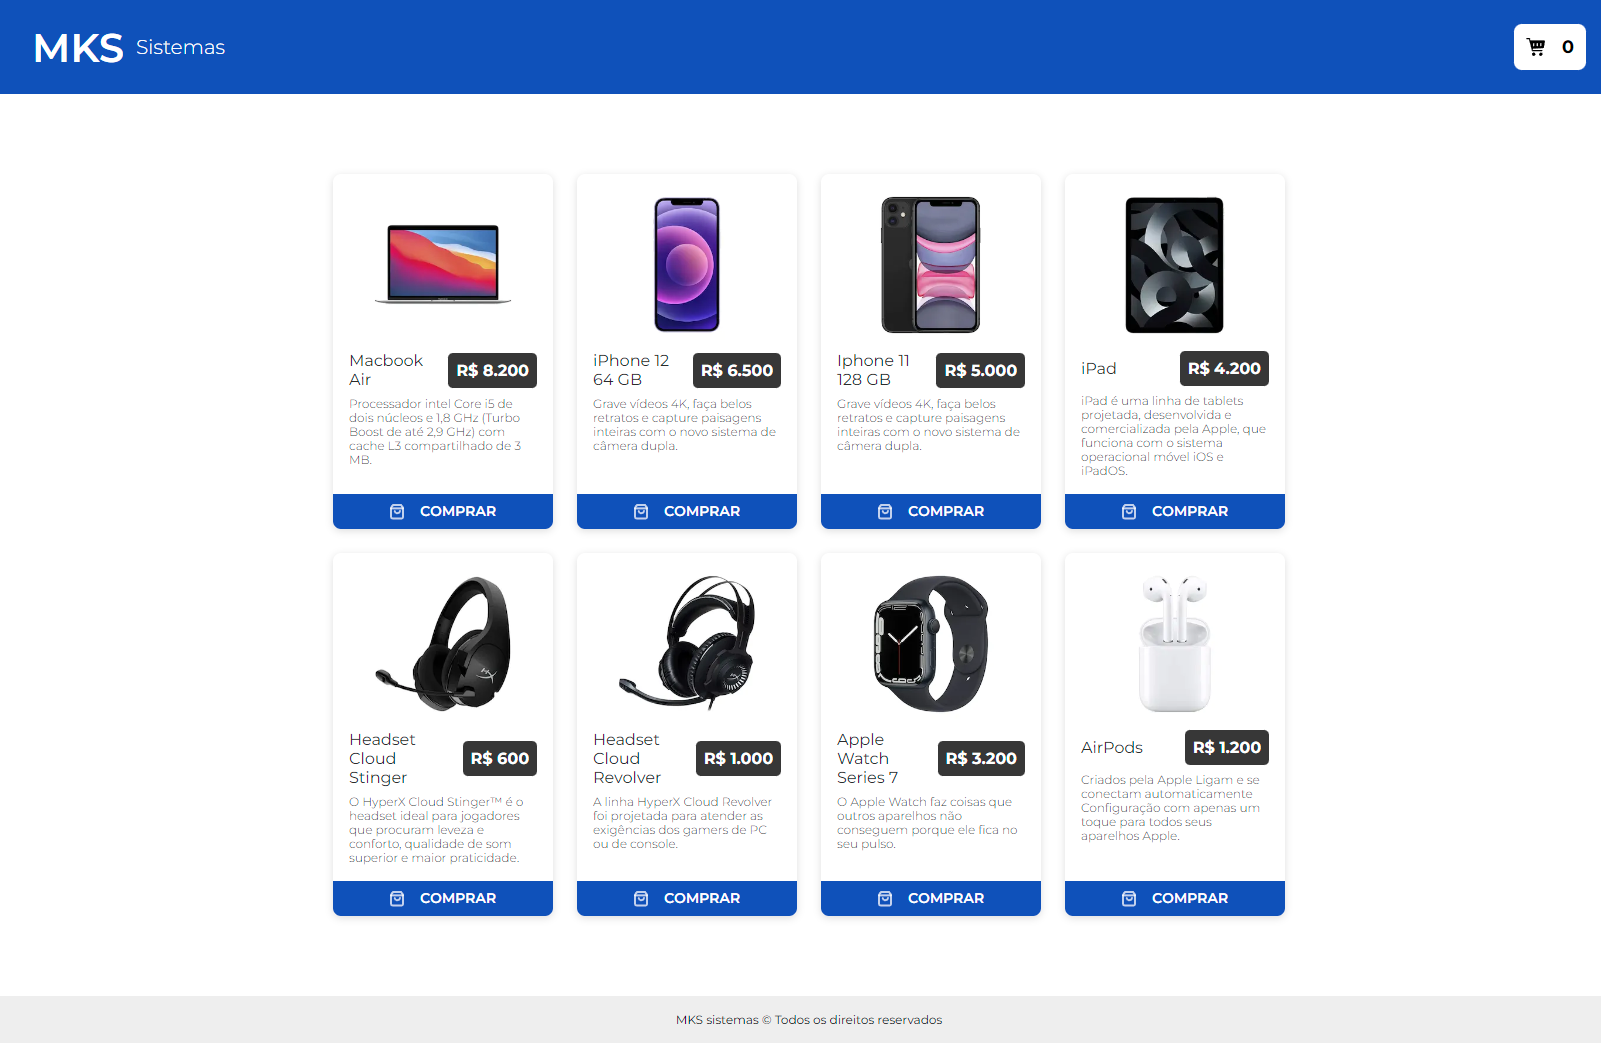 MKS Sistemas
0
Macbook
Air
R$ 8.200
Processador intel Core i5 de
dois núcleos e 1,8 GHz (Turbo
Boost de até 2,9 GHz) com
cache L3 compartilhado de 3
MB.
COMPRAR
iPhone 12
64 GB
R$ 6.500
Grave vídeos 4K, faça belos
retratos e capture paisagens
inteiras com o novo sistema de
câmera dupla.
COMPRAR
Iphone 11
128 GB
R$ 5.000
Grave vídeos 4K, faça belos
retratos e capture paisagens
inteiras com o novo sistema de
câmera dupla.
COMPRAR
iPad
R$ 4.200
iPad é uma linha de tablets
projetada, desenvolvida e
comercializada pela Apple, que
funciona com o sistema
operacional móvel iOS e
iPadOS.
COMPRAR
Headset
Cloud
Stinger
R$ 600
O HyperX Cloud Stinger™ é o
headset ideal para jogadores
que procuram leveza e
conforto, qualidade de som
superior e maior praticidade.
COMPRAR
Headset
Cloud
Revolver
R$ 1.000
A linha HyperX Cloud Revolver
foi projetada para atender as
exigências dos gamers de PC
ou de console.
COMPRAR
Apple
Watch
Series 7
R$ 3.200
O Apple Watch faz coisas que
outros aparelhos não
conseguem porque ele fica no
seu pulso.
COMPRAR
AirPods
R$ 1.200
Criados pela Apple Ligam e se
conectam automaticamente
Configuração com apenas um
toque para todos seus
aparelhos Apple.
COMPRAR
MKS sistemas © Todos os direitos reservados